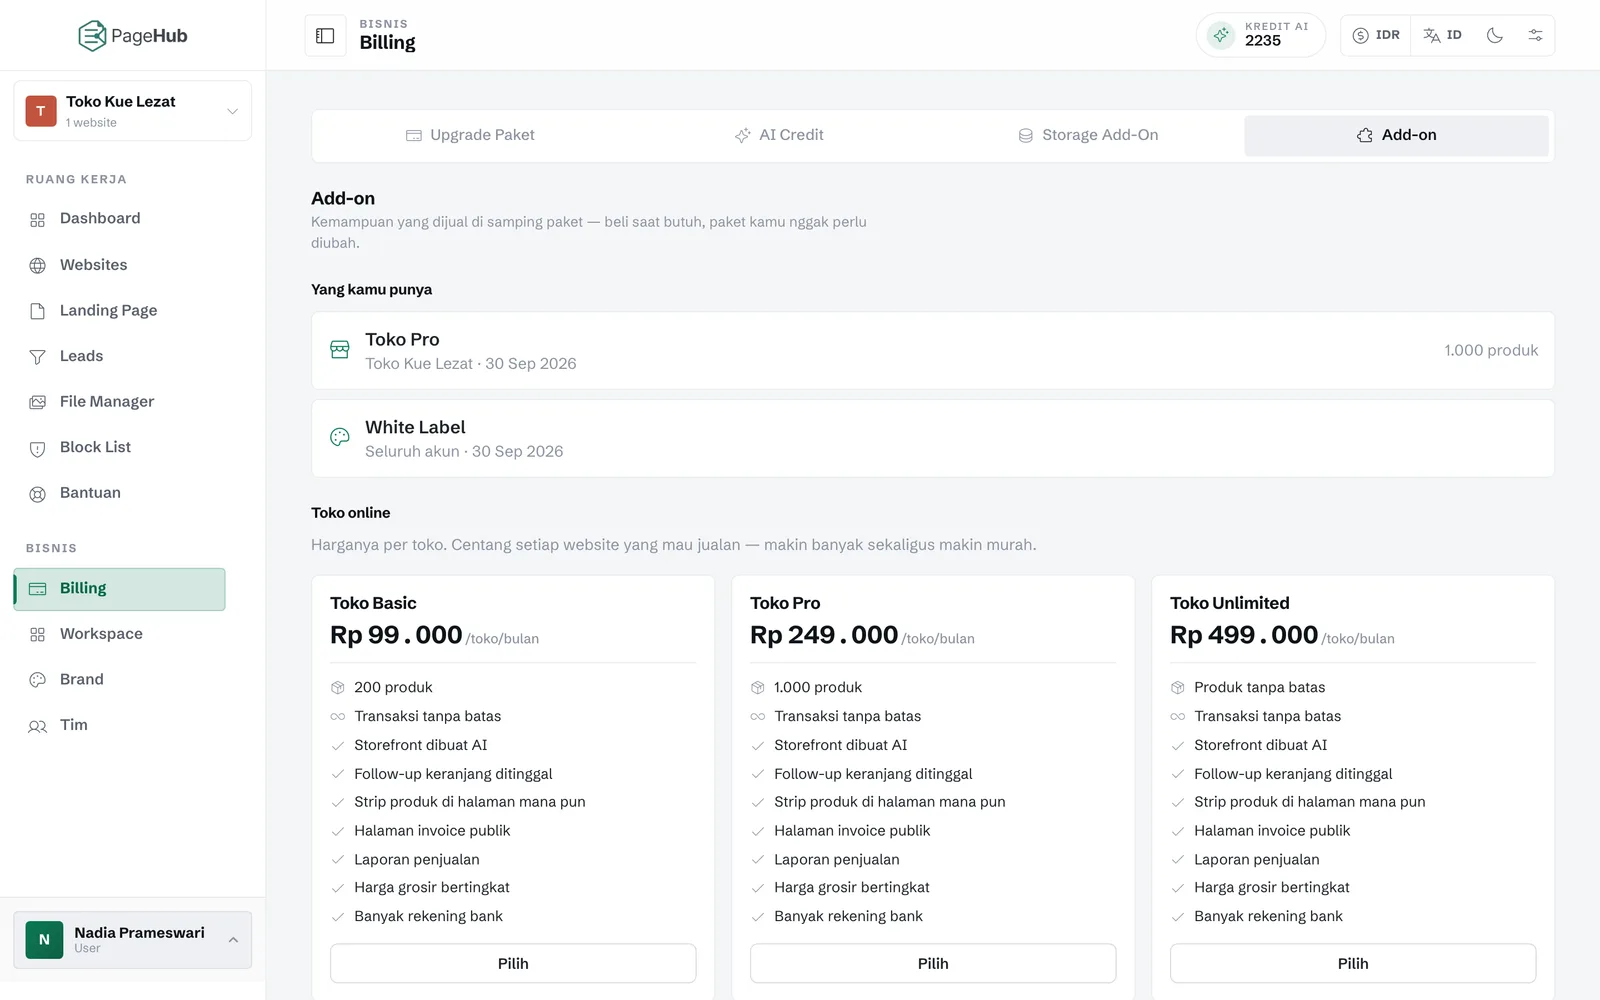 PageHub
BISNIS
Billing
KREDIT AI
2235
IDR
ID
T
Toko Kue Lezat
1 website
RUANG KERJA
Dashboard
Websites
Landing Page
Leads
File Manager
Block List
Bantuan
BISNIS
Billing
Workspace
Brand
Tim
N
Nadia Prameswari
User
Upgrade Paket
AI Credit
Storage Add-On
Add-on
Add-on
Kemampuan yang dijual di samping paket — beli saat butuh, paket kamu nggak perlu
diubah.
Yang kamu punya
Toko Pro
Toko Kue Lezat · 30 Sep 2026
1.000 produk
White Label
Seluruh akun · 30 Sep 2026
Toko online
Harganya per toko. Centang setiap website yang mau jualan — makin banyak sekaligus makin murah.
Toko Basic
Rp 99.000 /toko/bulan
200 produk
Transaksi tanpa batas
Storefront dibuat AI
Follow-up keranjang ditinggal
Strip produk di halaman mana pun
Halaman invoice publik
Laporan penjualan
Harga grosir bertingkat
Banyak rekening bank
Pilih
Toko Pro
Rp 249.000 /toko/bulan
1.000 produk
Transaksi tanpa batas
Storefront dibuat AI
Follow-up keranjang ditinggal
Strip produk di halaman mana pun
Halaman invoice publik
Laporan penjualan
Harga grosir bertingkat
Banyak rekening bank
Pilih
Toko Unlimited
Rp 499.000 /toko/bulan
Produk tanpa batas
Transaksi tanpa batas
Storefront dibuat AI
Follow-up keranjang ditinggal
Strip produk di halaman mana pun
Halaman invoice publik
Laporan penjualan
Harga grosir bertingkat
Banyak rekening bank
Pilih